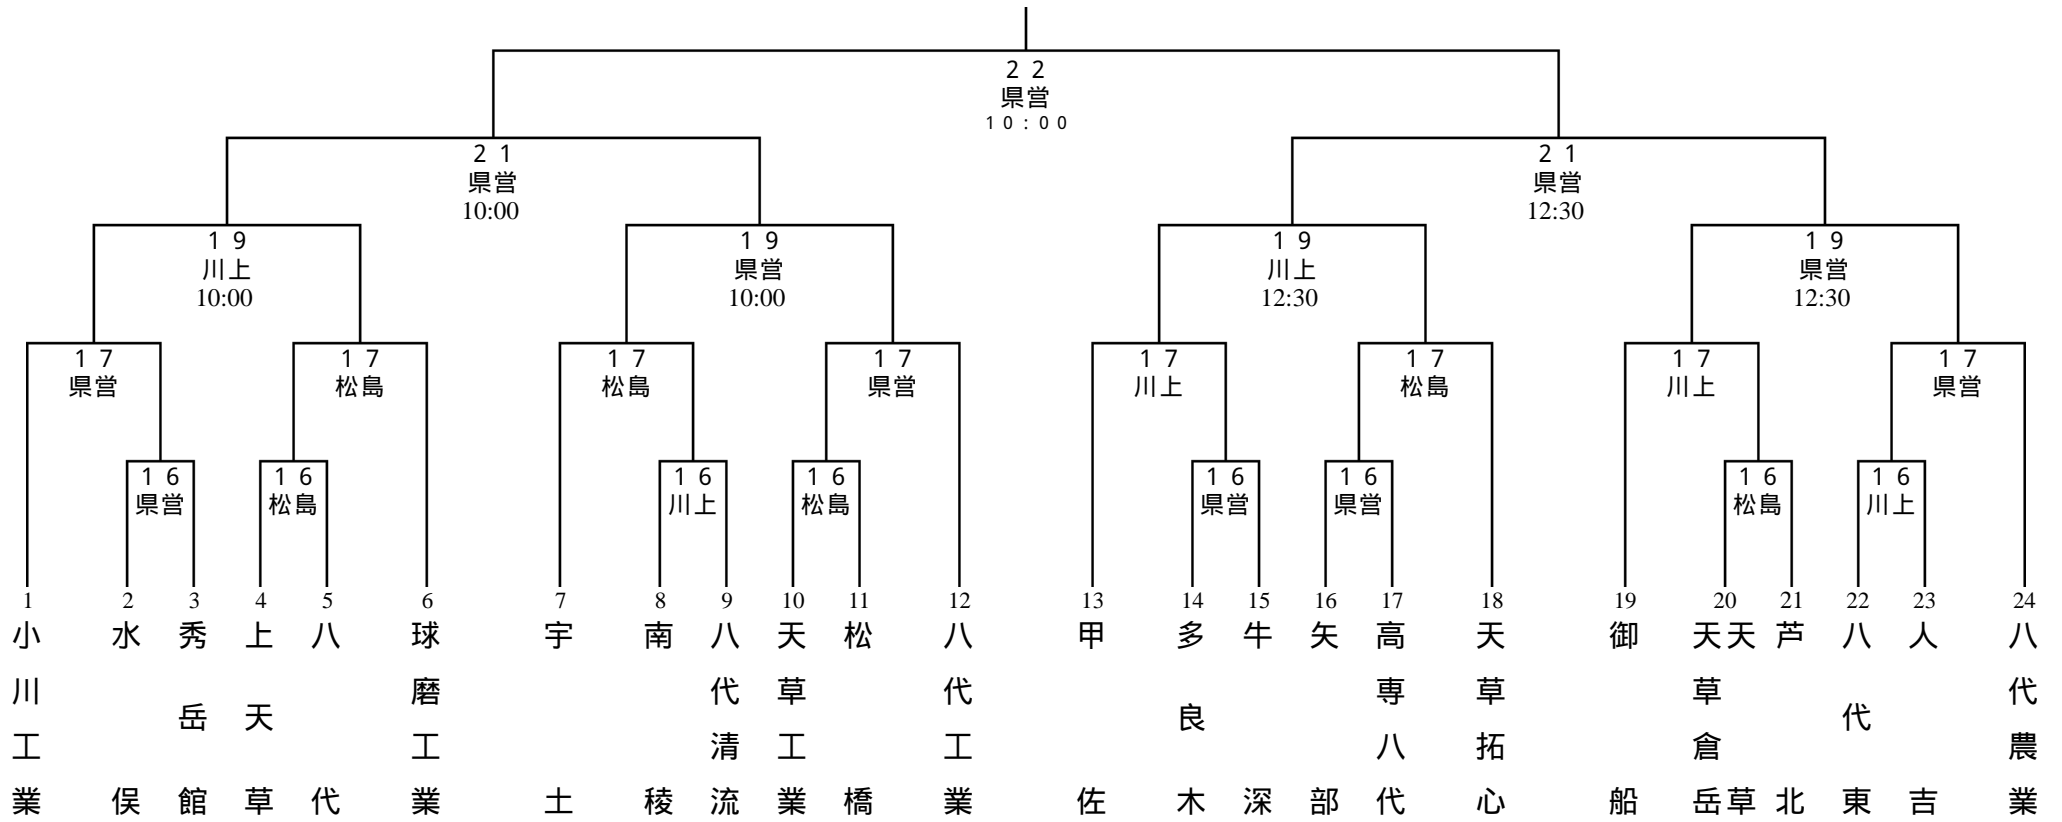 ２２
県営
１０：００
２１
県営
10:00
２１
県営
12:30
１９
川上
10:00
１９
県営
10:00
１９
川上
12:30
１９
県営
12:30
１７
県営
１７
松島
１７
松島
１７
県営
１７
川上
１７
松島
１７
川上
１７
県営
１６
県営
１６
松島
１６
川上
１６
松島
１６
県営
１６
県営
１６
松島
１６
川上
1
小川工業
2
水俣
3
秀岳館
4
上天草
5
八代
6
球磨工業
7
宇土
8
南稜
9
八代清流
10
天草工業
11
松橋
12
八代工業
13
甲佐
14
多良木
15
牛深
16
矢部
17
高専八代
18
天草拓心
19
御船
20
天草倉岳
天草
21
芦北
22
八代東
23
人吉
24
八代農業